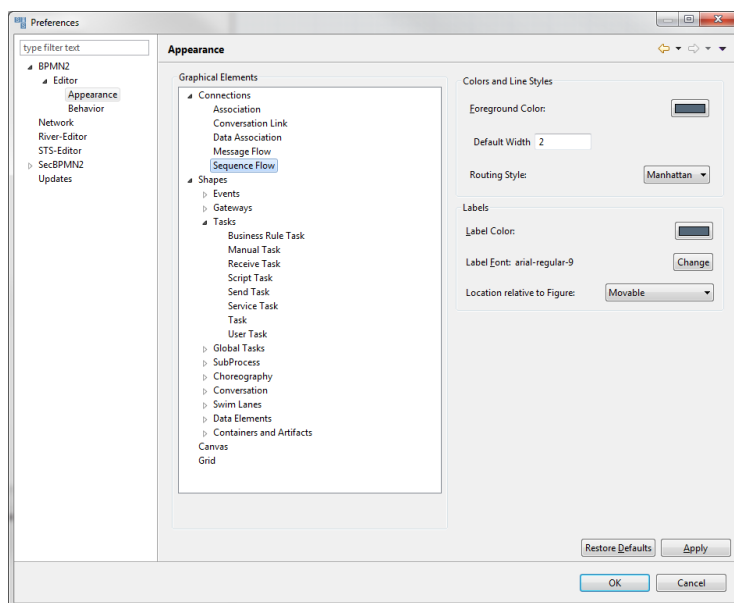 Preferences
type filter text
BPMN2
Editor
Appearance
Behavior
Network
River-Editor
STS-Editor
SecBPMN2
Updates
Appearance
Graphical Elements
Connections
Association
Conversation Link
Data Association
Message Flow
Sequence Flow
Shapes
Events
Gateways
Tasks
Business Rule Task
Manual Task
Receive Task
Script Task
Send Task
Service Task
Task
User Task
Global Tasks
SubProcess
Choreography
Conversation
Swim Lanes
Data Elements
Containers and Artifacts
Canvas
Grid
Colors and Line Styles
Foreground Color:
Default Width 2
Routing Style: Manhattan
Labels
Label Color:
Label Font: arial-regular-9 Change
Location relative to Figure: Movable
Restore Defaults Apply
OK Cancel